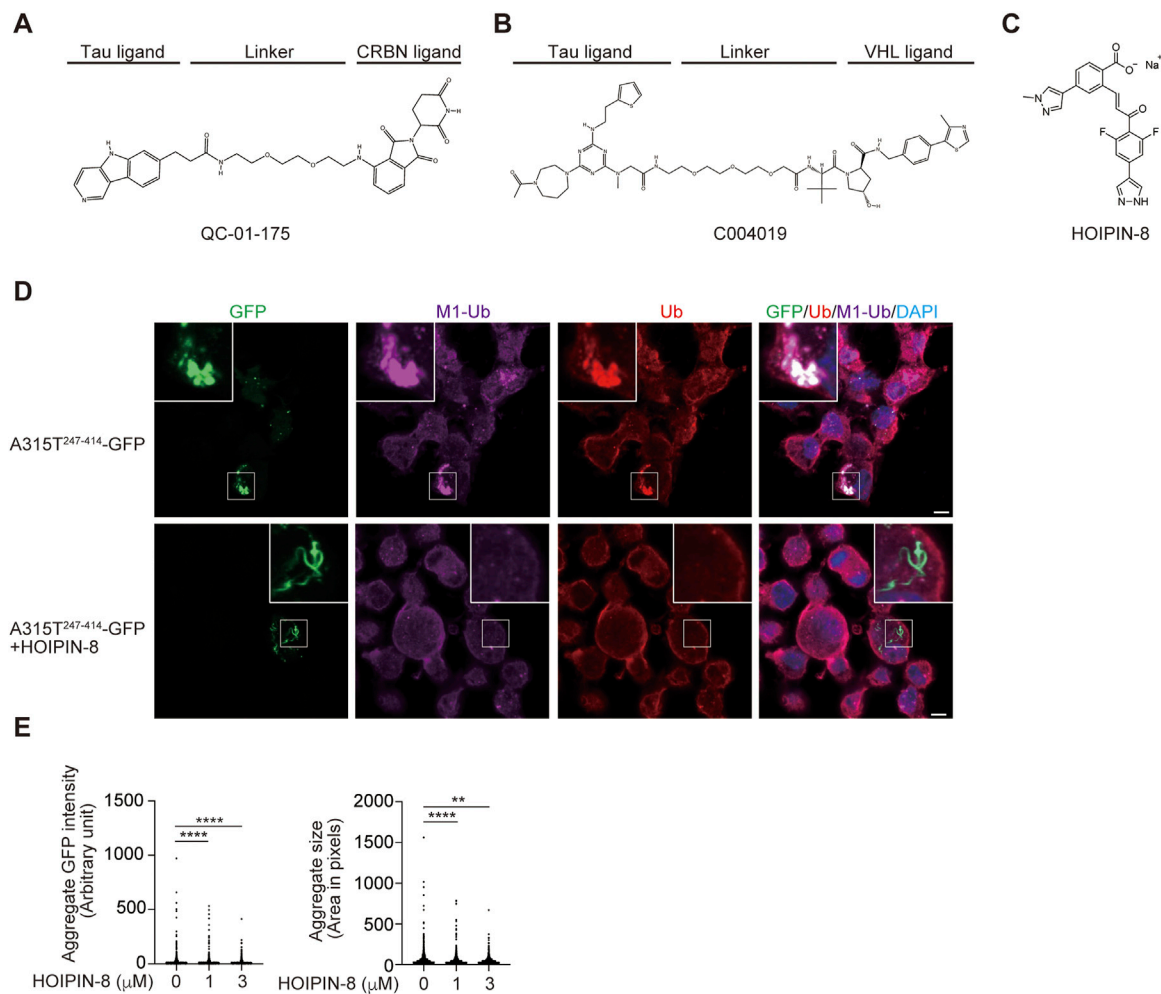 A
Tau ligand Linker CRBN ligand
N
H
N
O
N
H
O
O
N
H
O
O
N
O
O
N
H
O
QC-01-175
B
Tau ligand Linker VHL ligand
S
N
H
N
N
N
N
N
N
O
O
H
N
O
O
O
O
H
N
O
N
O
N
H
N
S
O
H
C004019
C
O
O⁻ Na⁺
N
N
O
F
F
N
NH
HOIPIN-8
D
GFP M1-Ub Ub GFP/Ub/M1-Ub/DAPI
A315T²⁴⁷⁻⁴¹⁴-GFP
A315T²⁴⁷⁻⁴¹⁴-GFP
+HOIPIN-8
E
Aggregate GFP intensity
(Arbitrary unit)
1500
1000
500
0
****
****
HOIPIN-8 (μM) 0 1 3
Aggregate size
(Area in pixels)
2000
1500
1000
500
0
**
****
HOIPIN-8 (μM) 0 1 3